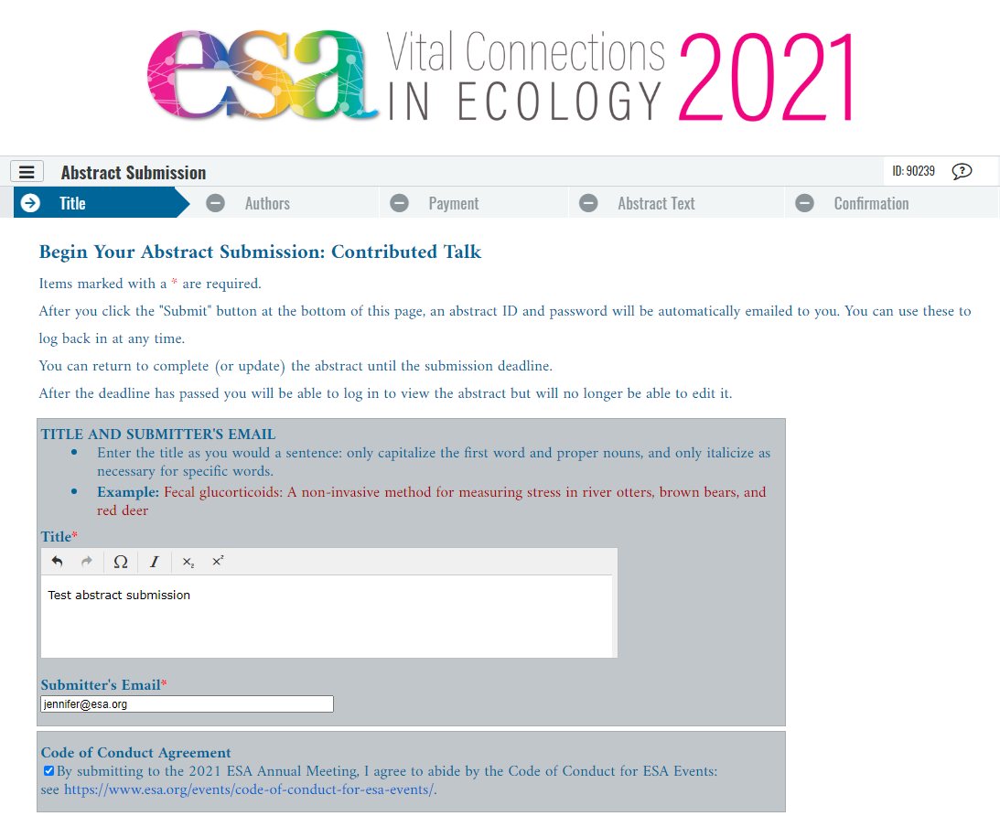 esa Vital Connections
IN ECOLOGY 2021
Abstract Submission
ID: 90239
Title
Authors
Payment
Abstract Text
Confirmation
Begin Your Abstract Submission: Contributed Talk
Items marked with a * are required.
After you click the "Submit" button at the bottom of this page, an abstract ID and password will be automatically emailed to you. You can use these to
log back in at any time.
You can return to complete (or update) the abstract until the submission deadline.
After the deadline has passed you will be able to log in to view the abstract but will no longer be able to edit it.
TITLE AND SUBMITTER'S EMAIL
• Enter the title as you would a sentence: only capitalize the first word and proper nouns, and only italicize as
necessary for specific words.
• Example: Fecal glucorticoids: A non-invasive method for measuring stress in river otters, brown bears, and
red deer
Title*
Ω I x₂ x²
Test abstract submission
Submitter's Email*
jennifer@esa.org
Code of Conduct Agreement
By submitting to the 2021 ESA Annual Meeting, I agree to abide by the Code of Conduct for ESA Events:
see https://www.esa.org/events/code-of-conduct-for-esa-events/.